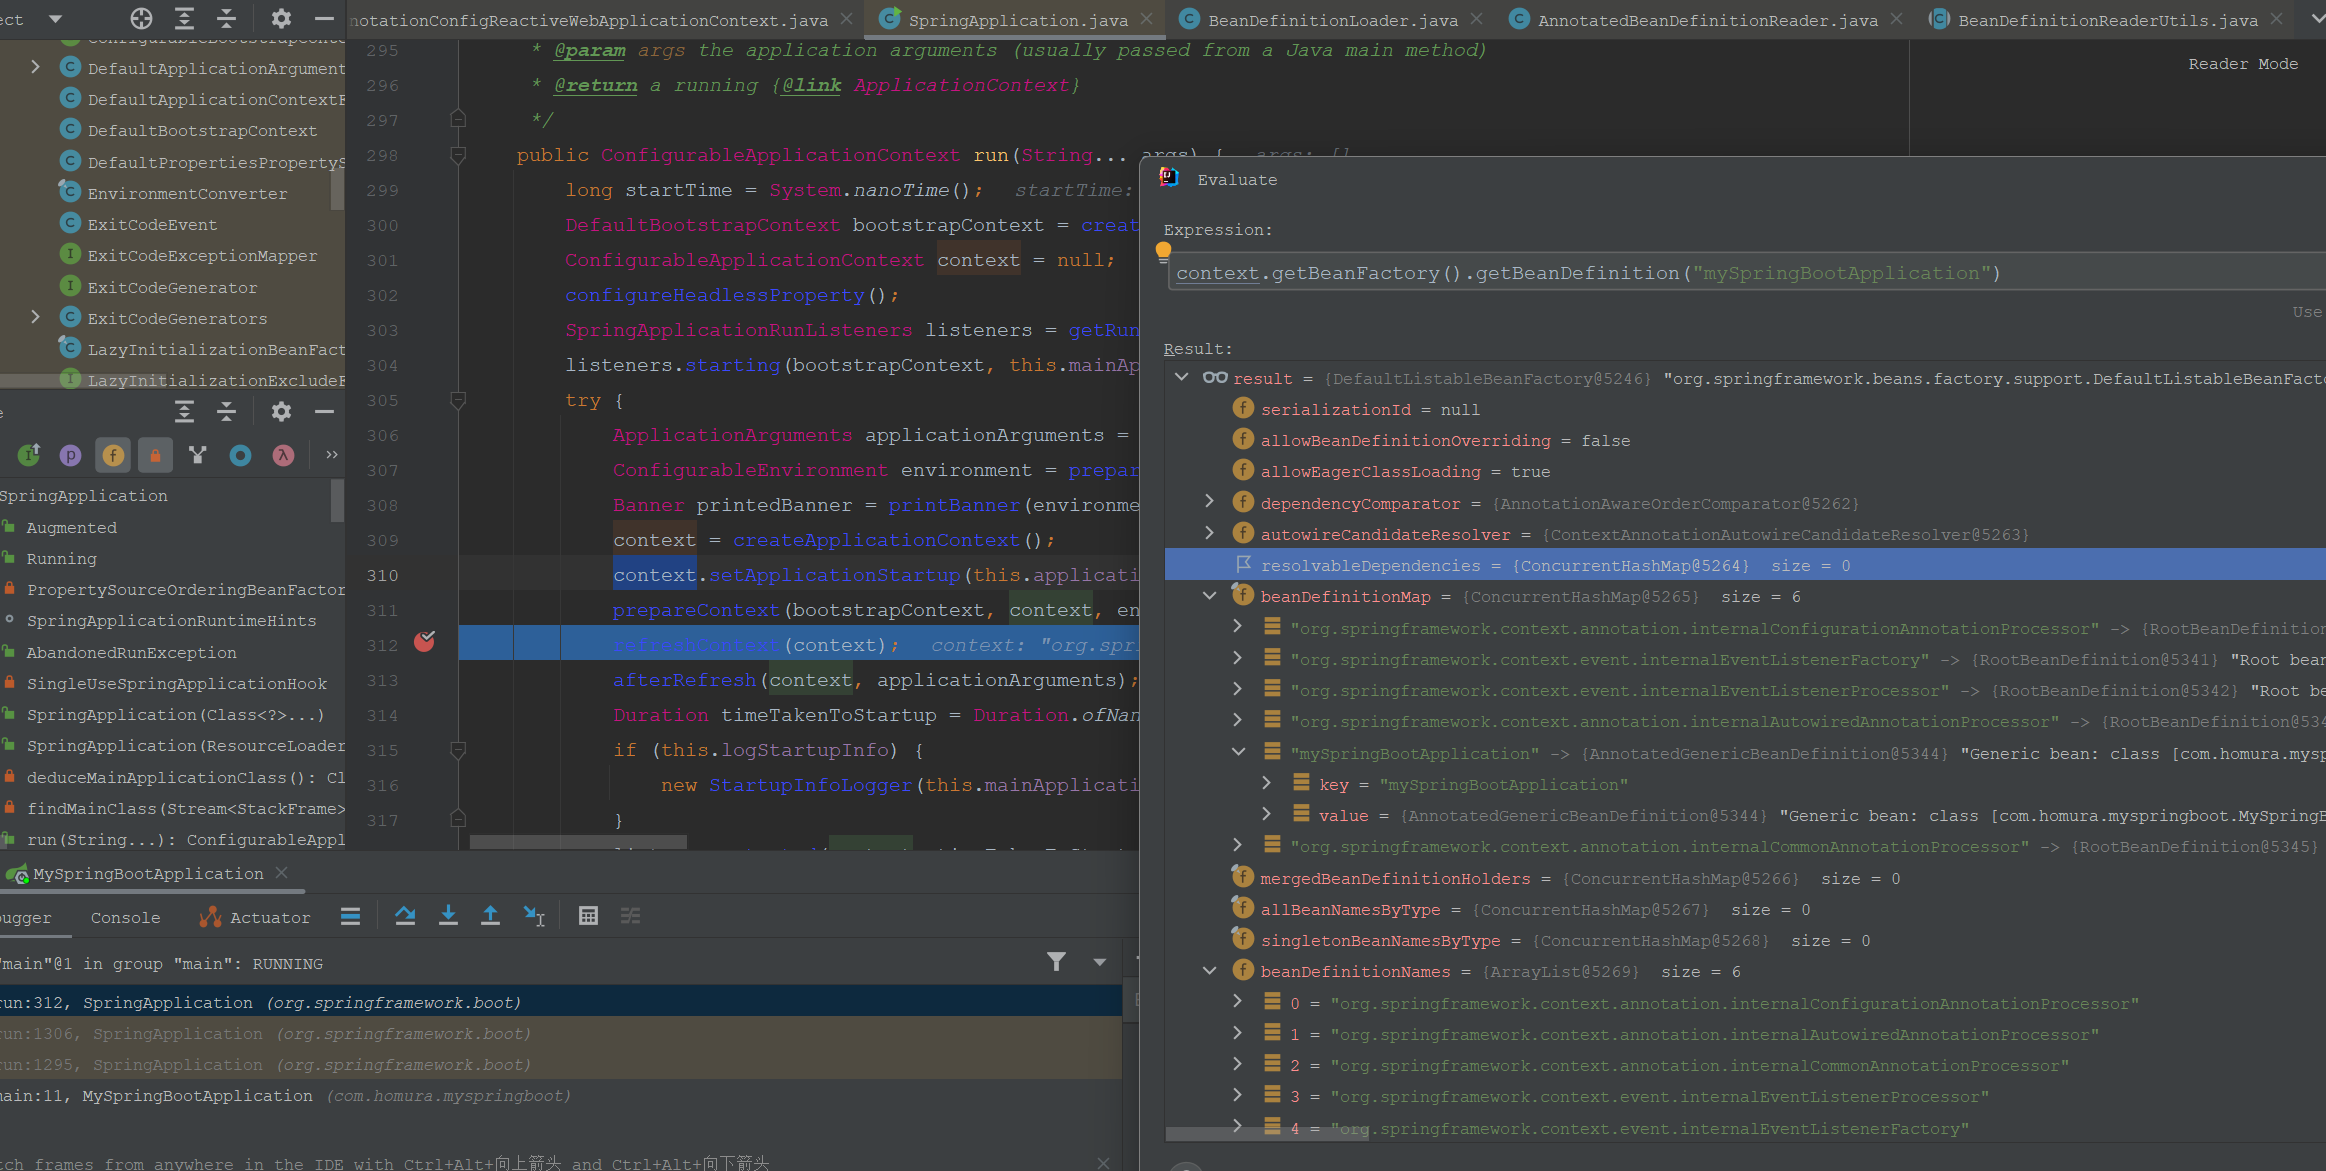 ect
notationConfigReactiveWebApplicationContext.java
SpringApplication.java
BeanDefinitionLoader.java
AnnotatedBeanDefinitionReader.java
BeanDefinitionReaderUtils.java
DefaultApplicationArgument
DefaultApplicationContextF
DefaultBootstrapContext
DefaultPropertiesPropertyS
EnvironmentConverter
ExitCodeEvent
ExitCodeExceptionMapper
ExitCodeGenerator
ExitCodeGenerators
LazyInitializationBeanFact
LazyInitializationExcludeF
SpringApplication
Augmented
Running
PropertySourceOrderingBeanFactor
SpringApplicationRuntimeHints
AbandonedRunException
SingleUseSpringApplicationHook
SpringApplication(Class<?>...)
SpringApplication(ResourceLoader
deduceMainApplicationClass(): Cl
findMainClass(Stream<StackFrame>
run(String...): ConfigurableAppl
295 * @param args the application arguments (usually passed from a Java main method)
296 * @return a running {@link ApplicationContext}
297 */
298 public ConfigurableApplicationContext run(String... args) { args: []
299 long startTime = System.nanoTime(); startTime:
300 DefaultBootstrapContext bootstrapContext = creat
301 ConfigurableApplicationContext context = null;
302 configureHeadlessProperty();
303 SpringApplicationRunListeners listeners = getRun
304 listeners.starting(bootstrapContext, this.mainAp
305 try {
306 ApplicationArguments applicationArguments =
307 ConfigurableEnvironment environment = prepar
308 Banner printedBanner = printBanner(environme
309 context = createApplicationContext();
310 context.setApplicationStartup(this.applicati
311 prepareContext(bootstrapContext, context, en
312 refreshContext(context); context: "org.spri
313 afterRefresh(context, applicationArguments);
314 Duration timeTakenToStartup = Duration.ofNan
315 if (this.logStartupInfo) {
316 new StartupInfoLogger(this.mainApplicati
317 }
Reader Mode
Evaluate
Expression:
context.getBeanFactory().getBeanDefinition("mySpringBootApplication")
Use
Result:
result = {DefaultListableBeanFactory@5246} "org.springframework.beans.factory.support.DefaultListableBeanFact
serializationId = null
allowBeanDefinitionOverriding = false
allowEagerClassLoading = true
dependencyComparator = {AnnotationAwareOrderComparator@5262}
autowireCandidateResolver = {ContextAnnotationAutowireCandidateResolver@5263}
resolvableDependencies = {ConcurrentHashMap@5264} size = 0
beanDefinitionMap = {ConcurrentHashMap@5265} size = 6
"org.springframework.context.annotation.internalConfigurationAnnotationProcessor" -> {RootBeanDefinition
"org.springframework.context.event.internalEventListenerFactory" -> {RootBeanDefinition@5341} "Root bean
"org.springframework.context.event.internalEventListenerProcessor" -> {RootBeanDefinition@5342} "Root be
"org.springframework.context.annotation.internalAutowiredAnnotationProcessor" -> {RootBeanDefinition@534
"mySpringBootApplication" -> {AnnotatedGenericBeanDefinition@5344} "Generic bean: class [com.homura.mysp
key = "mySpringBootApplication"
value = {AnnotatedGenericBeanDefinition@5344} "Generic bean: class [com.homura.myspringboot.MySpringB
"org.springframework.context.annotation.internalCommonAnnotationProcessor" -> {RootBeanDefinition@5345}
mergedBeanDefinitionHolders = {ConcurrentHashMap@5266} size = 0
allBeanNamesByType = {ConcurrentHashMap@5267} size = 0
singletonBeanNamesByType = {ConcurrentHashMap@5268} size = 0
beanDefinitionNames = {ArrayList@5269} size = 6
0 = "org.springframework.context.annotation.internalConfigurationAnnotationProcessor"
1 = "org.springframework.context.annotation.internalAutowiredAnnotationProcessor"
2 = "org.springframework.context.annotation.internalCommonAnnotationProcessor"
3 = "org.springframework.context.event.internalEventListenerProcessor"
4 = "org.springframework.context.event.internalEventListenerFactory"
MySpringBootApplication
ugger
Console
Actuator
"main"@1 in group "main": RUNNING
run:312, SpringApplication (org.springframework.boot)
run:1306, SpringApplication (org.springframework.boot)
run:1295, SpringApplication (org.springframework.boot)
main:11, MySpringBootApplication (com.homura.myspringboot)
tch frames from anywhere in the IDE with Ctrl+Alt+向上箭头 and Ctrl+Alt+向下箭头